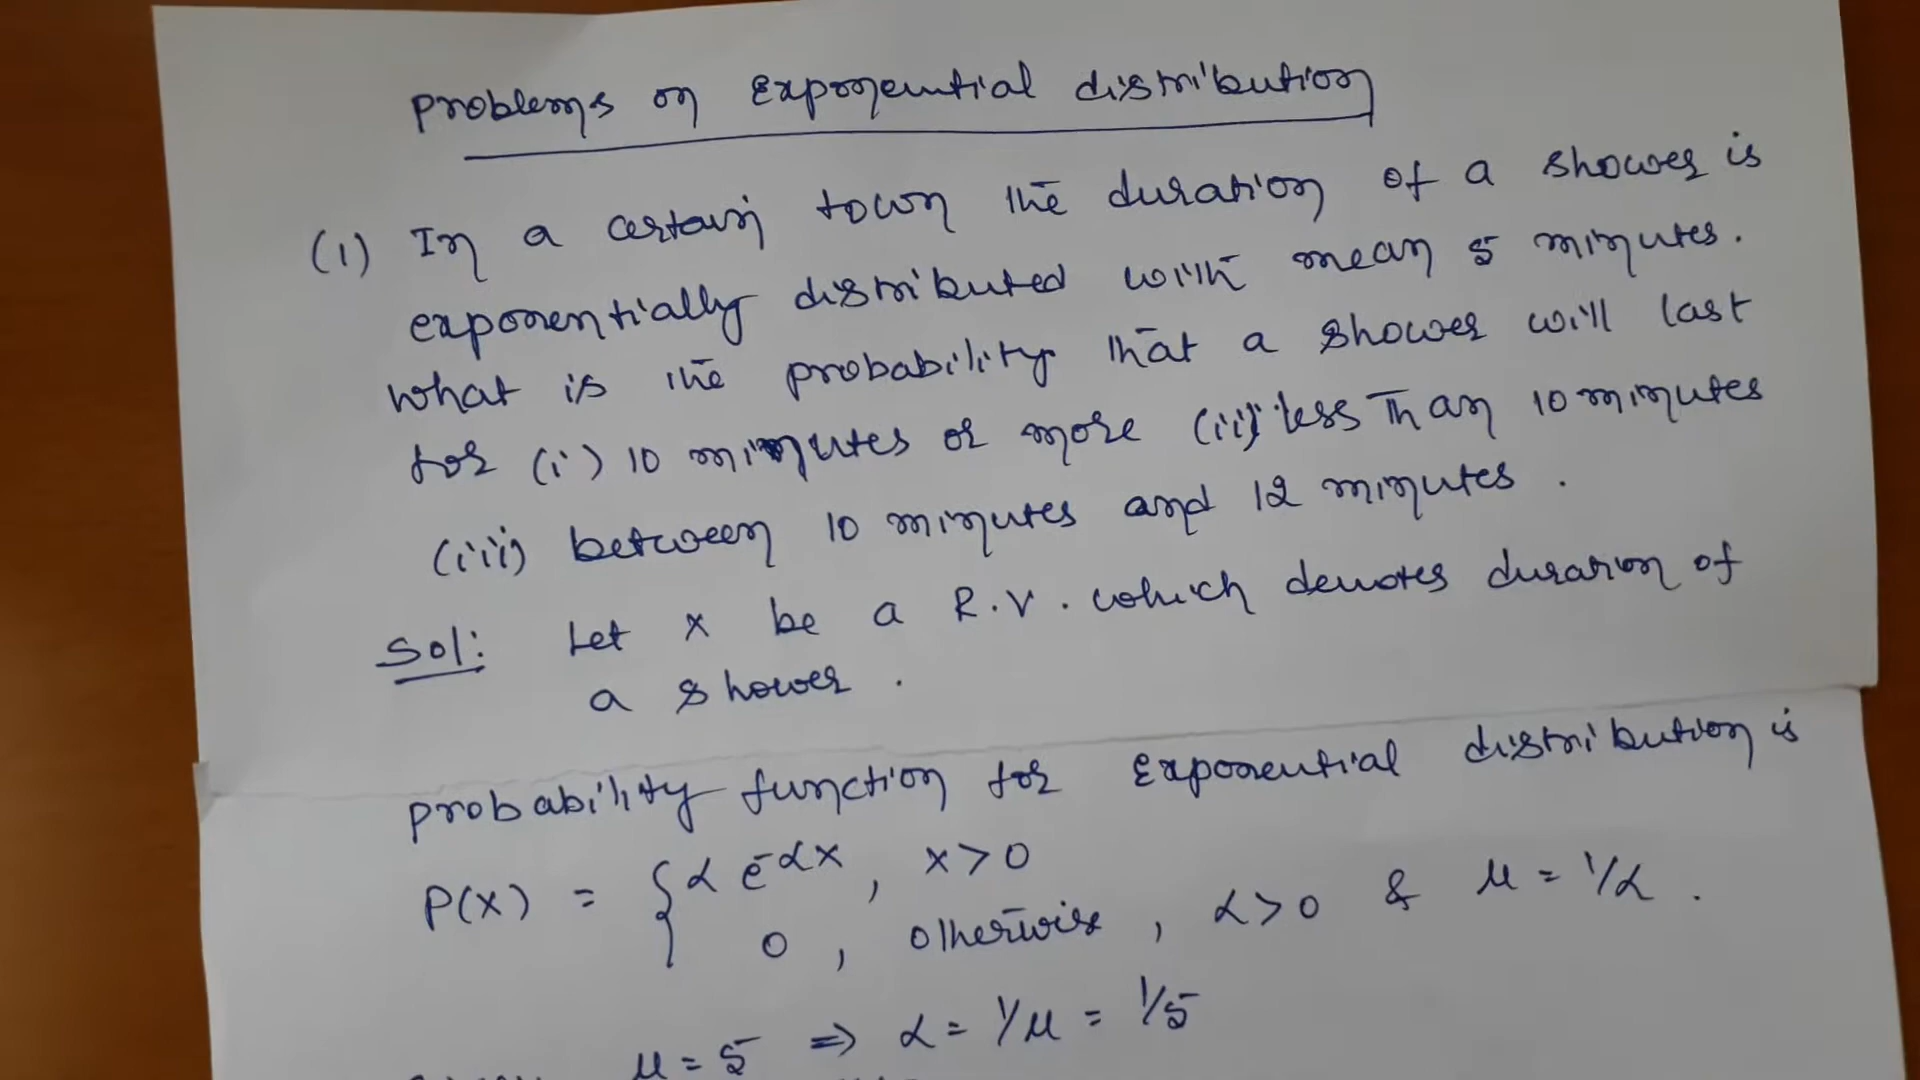 Problems on Exponential distribution
(1) In a certain town the duration of a shower is
exponentially distributed with mean 5 minutes.
what is the probability that a shower will last
for (i) 10 minutes or more (ii) less Than 10 minutes
(iii) between 10 minutes and 12 minutes .
Sol: Let x be a R.V. which denotes duration of
a shower .
probability function for Exponential distribution is
P(x) = { α e^-αx , x>0
0 , otherwise , α>0 & μ = 1/α .
μ = 5 => α = 1/μ = 1/5